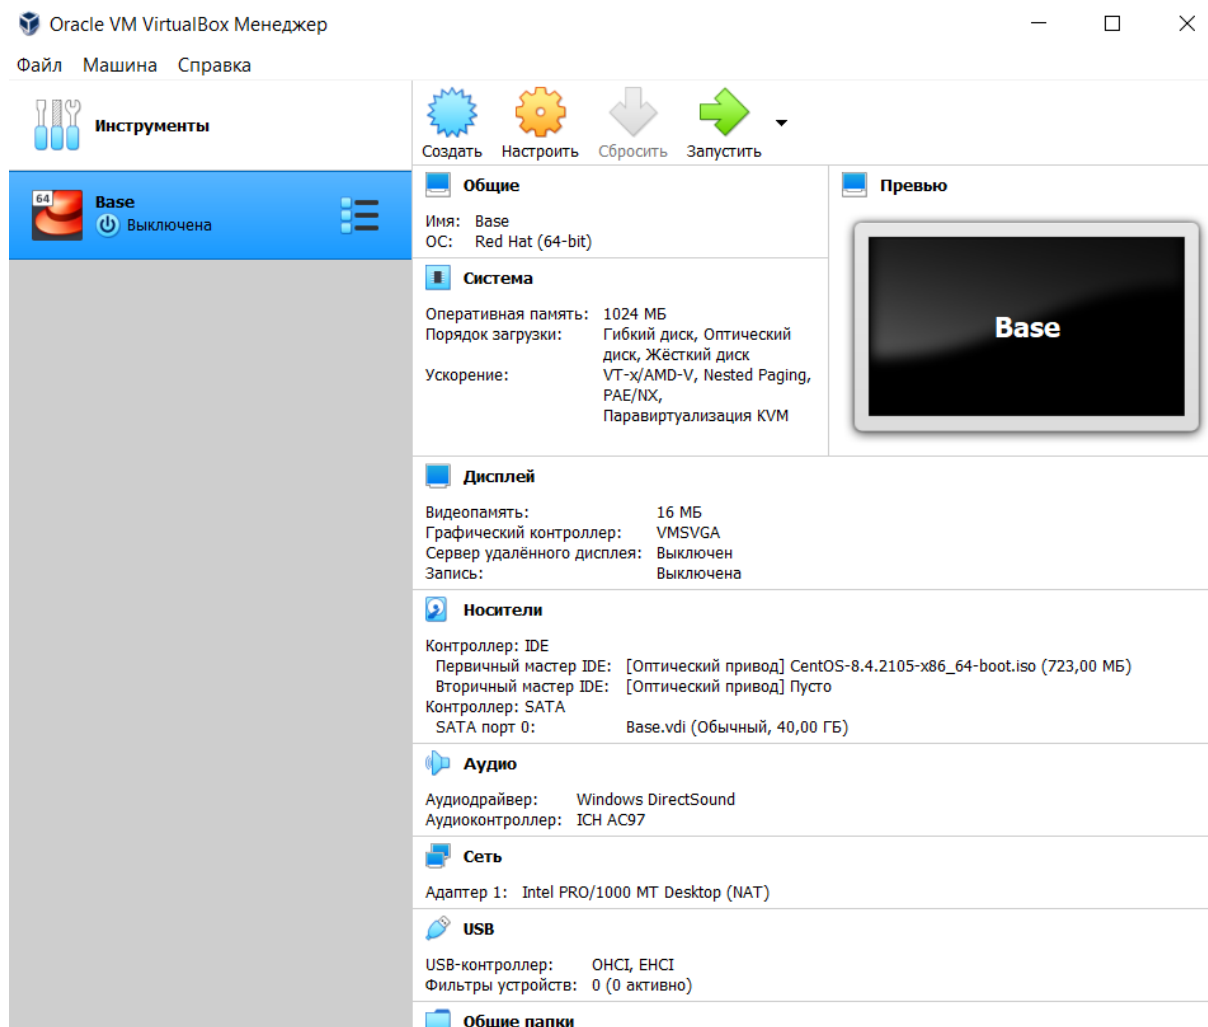 Oracle VM VirtualBox Менеджер
Файл Машина Справка
Инструменты
Создать Настроить Сбросить Запустить
64
Base
Выключена
Общие
Имя: Base
ОС: Red Hat (64-bit)
Превью
Base
Система
Оперативная память: 1024 МБ
Порядок загрузки: Гибкий диск, Оптический
диск, Жёсткий диск
Ускорение: VT-x/AMD-V, Nested Paging,
PAE/NX,
Паравиртуализация KVM
Дисплей
Видеопамять: 16 МБ
Графический контроллер: VMSVGA
Сервер удалённого дисплея: Выключен
Запись: Выключена
Носители
Контроллер: IDE
Первичный мастер IDE: [Оптический привод] CentOS-8.4.2105-x86_64-boot.iso (723,00 МБ)
Вторичный мастер IDE: [Оптический привод] Пусто
Контроллер: SATA
SATA порт 0: Base.vdi (Обычный, 40,00 ГБ)
Аудио
Аудиодрайвер: Windows DirectSound
Аудиоконтроллер: ICH AC97
Сеть
Адаптер 1: Intel PRO/1000 MT Desktop (NAT)
USB
USB-контроллер: OHCI, EHCI
Фильтры устройств: 0 (0 активно)
Общие папки